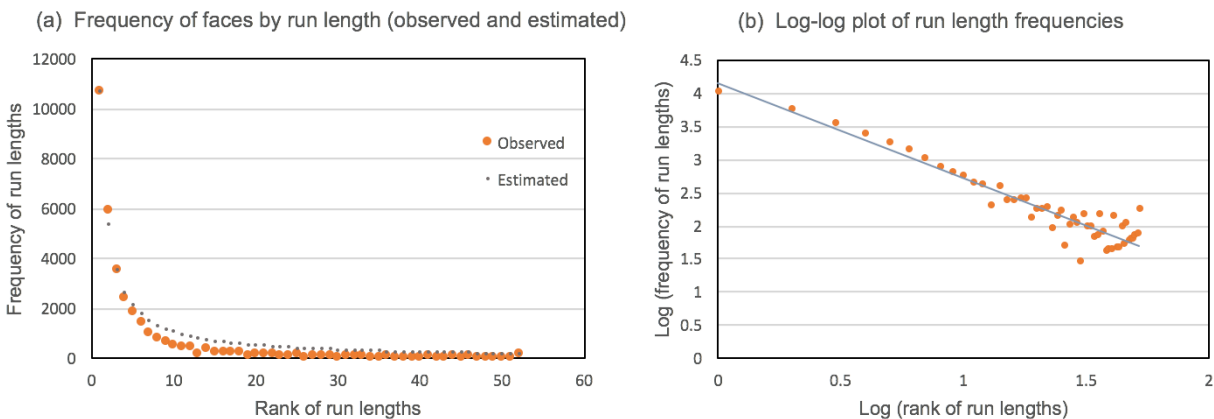 (a) Frequency of faces by run length (observed and estimated)
12000
10000
8000
6000
4000
2000
0
0 10 20 30 40 50 60
Frequency of run lengths
Rank of run lengths
Observed
Estimated
(b) Log-log plot of run length frequencies
4.5
4
3.5
3
2.5
2
1.5
1
0.5
0
0 0.5 1 1.5 2
Log (frequency of run lengths)
Log (rank of run lengths)